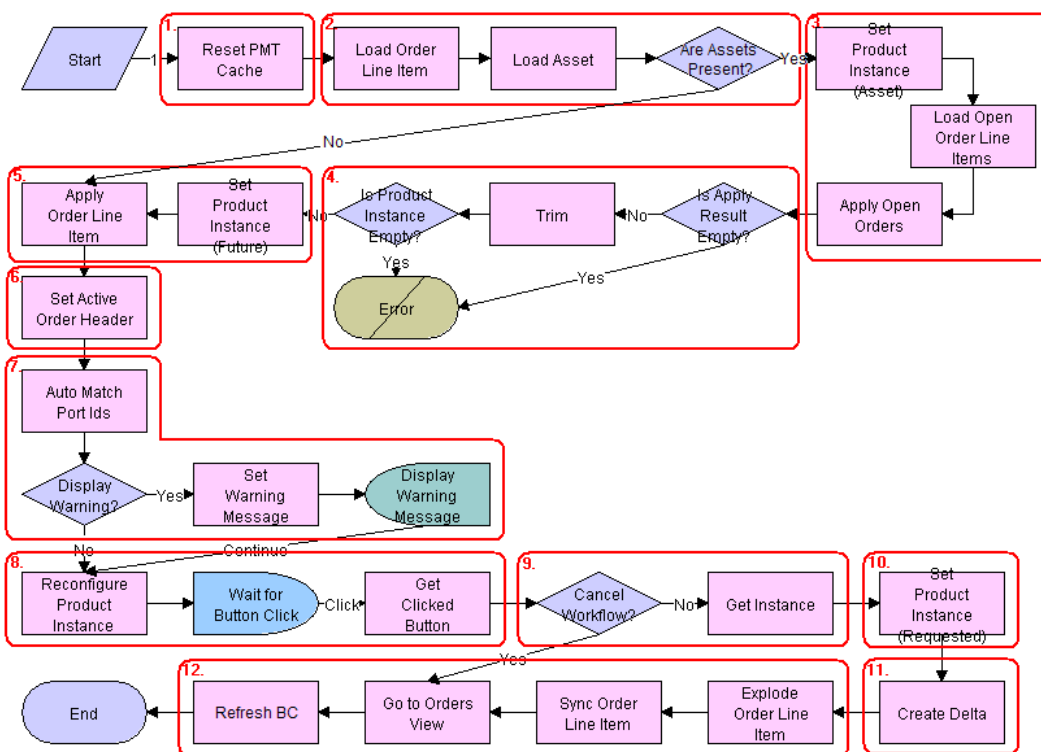 1.
2.
3.
Start
1
Reset PMT
Cache
Load Order
Line Item
Load Asset
Are Assets
Present?
Yes
Set
Product
Instance
(Asset)
No
Load Open
Order Line
Items
5.
4.
Apply
Order Line
Item
Set
Product
Instance
(Future)
No
Is Product
Instance
Empty?
Trim
No
Is Apply
Result
Empty?
Apply Open
Orders
Yes
Yes
Error
6.
Set Active
Order Header
7.
Auto Match
Port Ids
Display
Warning?
Yes
Set
Warning
Message
Display
Warning
Message
No
Continue
8.
9.
10.
Reconfigure
Product
Instance
Wait for
Button Click
Click
Get
Clicked
Button
Cancel
Workflow?
No
Get Instance
Set
Product
Instance
(Requested)
Yes
12.
11.
End
Refresh BC
Go to Orders
View
Sync Order
Line Item
Explode
Order Line
Item
Create Delta